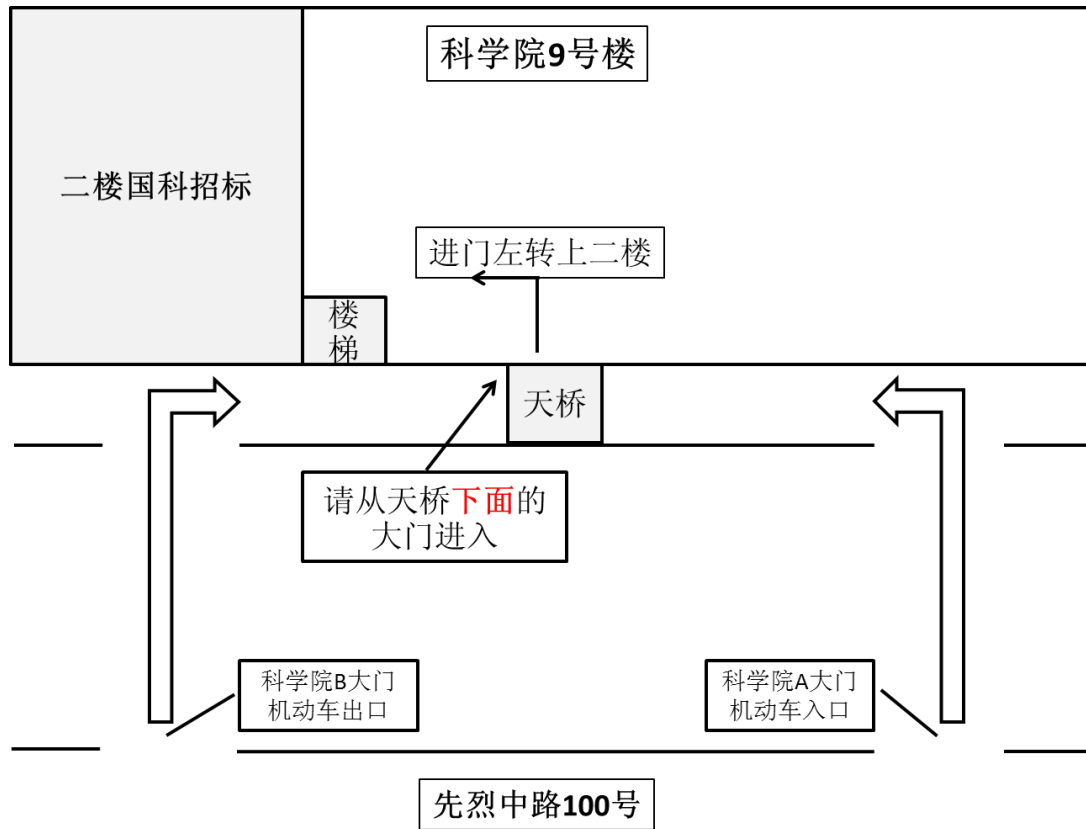 科学院9号楼
二楼国科招标
进门左转上二楼
楼
梯
天桥
请从天桥下面的
大门进入
科学院B大门
机动车出口
科学院A大门
机动车入口
先烈中路100号